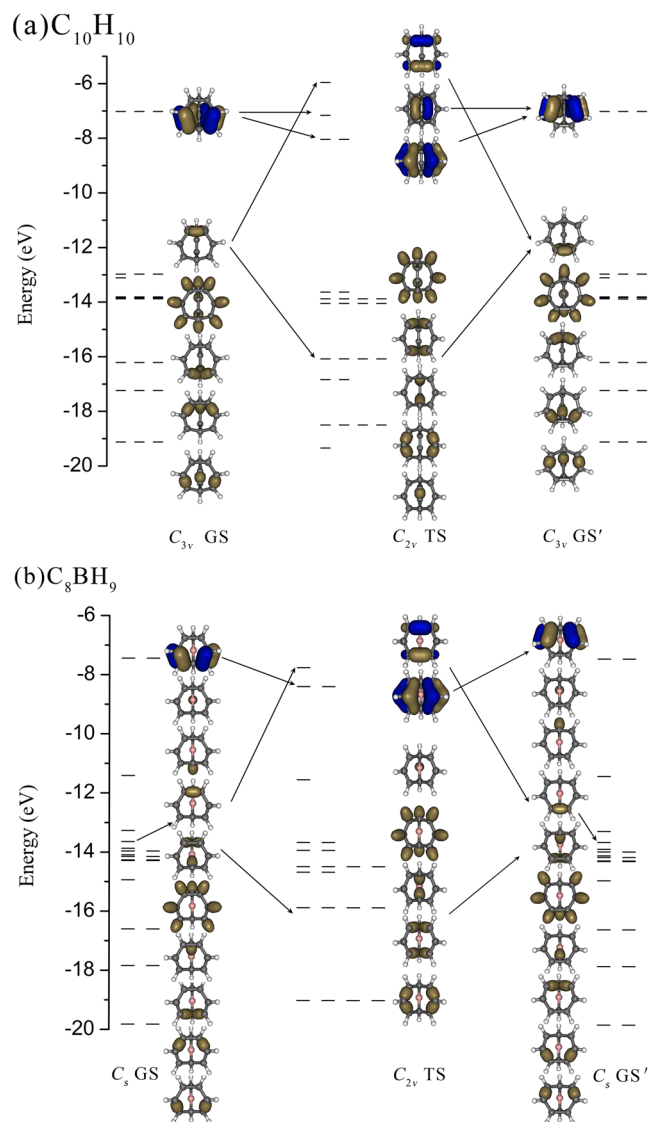 (a)C₁₀H₁₀
-6
-8
-10
-12
-14
-16
-18
-20
Energy (eV)
C₃ᵥ GS
C₂ᵥ TS
C₃ᵥ GS′
(b)C₈BH₉
-6
-8
-10
-12
-14
-16
-18
-20
Energy (eV)
Cₛ GS
C₂ᵥ TS
Cₛ GS′